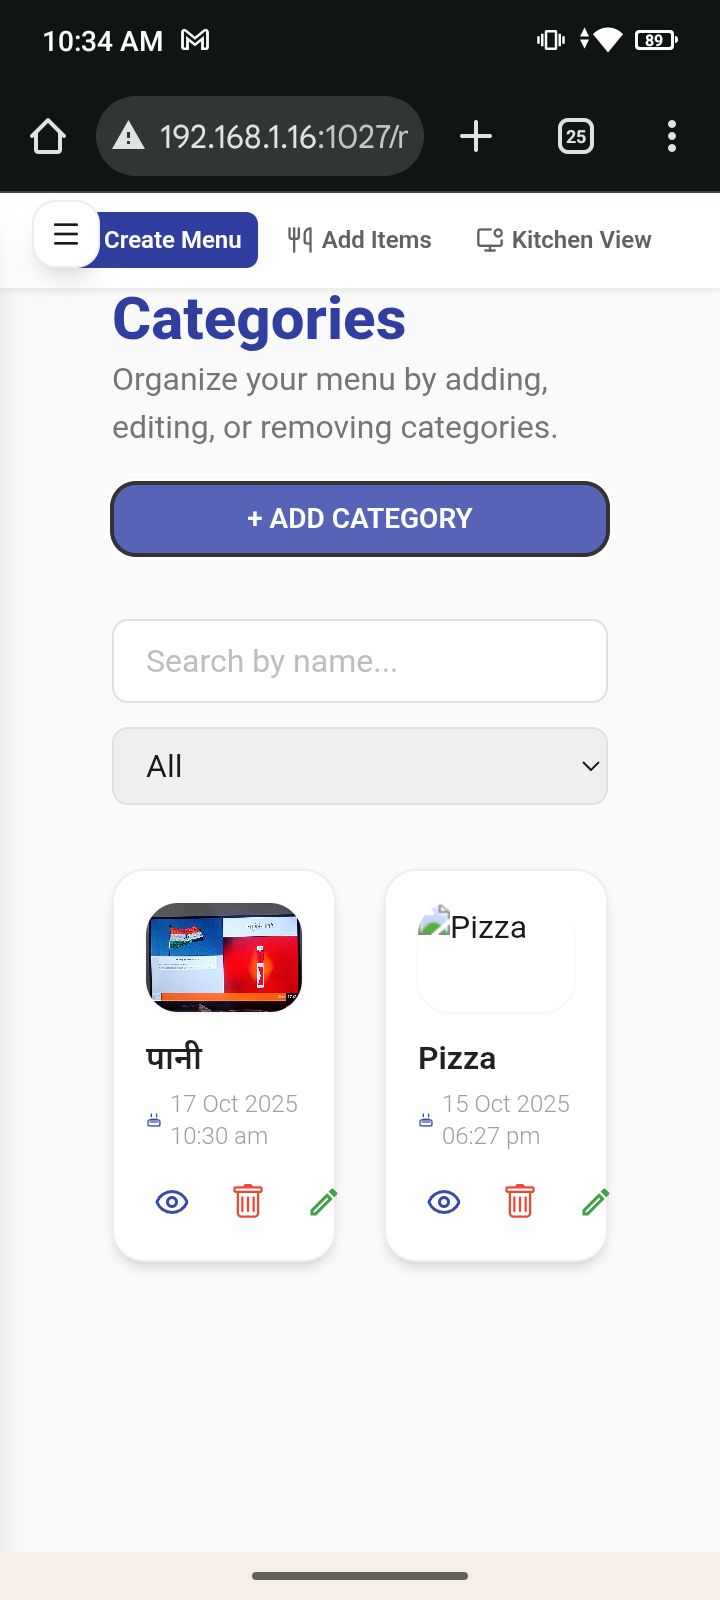 10:34 AM
89
192.168.1.16:1027/r
25
Create Menu
Add Items
Kitchen View
Categories
Organize your menu by adding,
editing, or removing categories.
+ ADD CATEGORY
Search by name...
All
Pizza
पानी
Pizza
17 Oct 2025
10:30 am
15 Oct 2025
06:27 pm